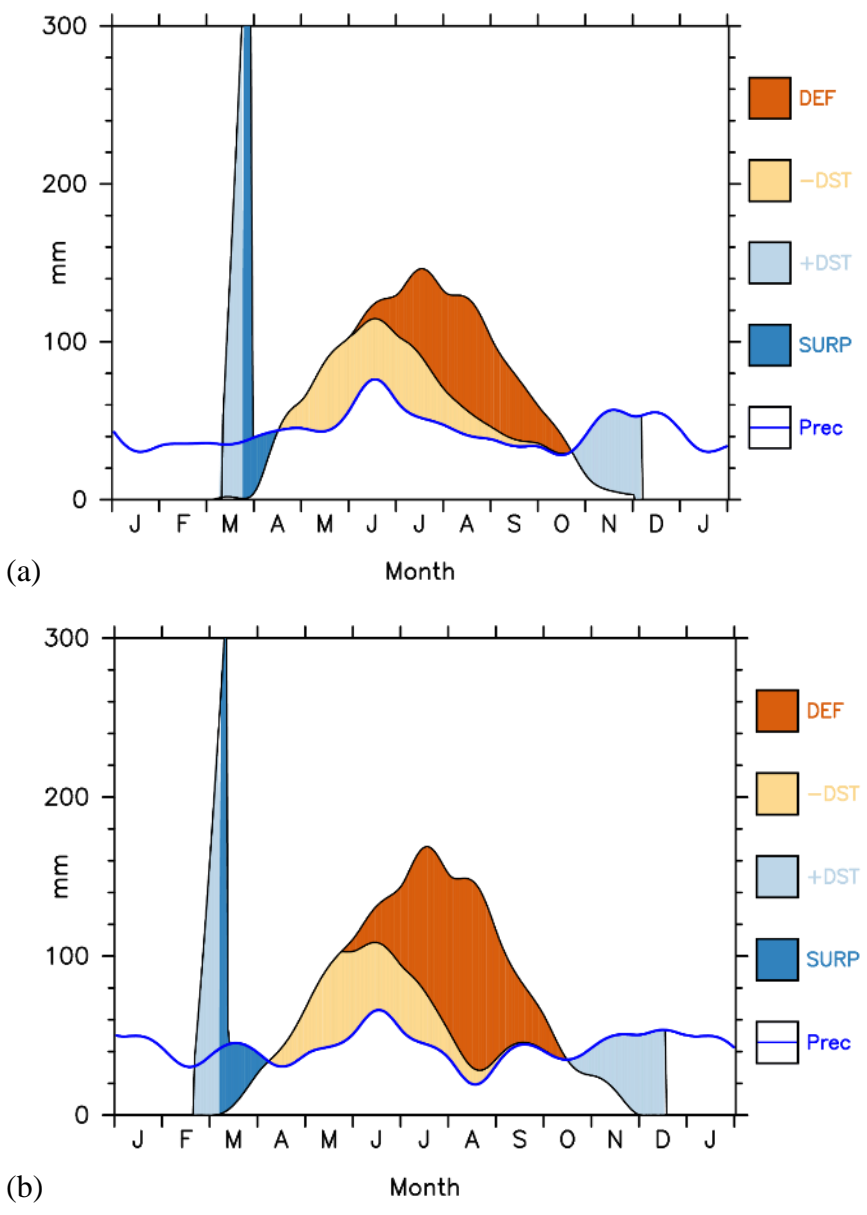 300
200
100
0
mm
J F M A M J J A S O N D J
Month
DEF
−DST
+DST
SURP
Prec
(a)
300
200
100
0
mm
J F M A M J J A S O N D J
Month
DEF
−DST
+DST
SURP
Prec
(b)